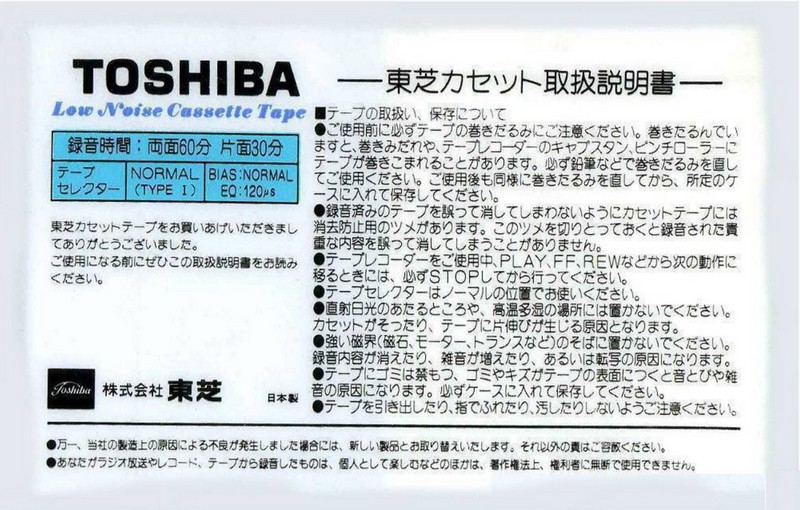 TOSHIBA
Low Noise Cassette Tape
録音時間：両面60分 片面30分
テープ
セレクター
NORMAL
(TYPE I)
BIAS:NORMAL
EQ:120μs
東芝カセットテープをお買いあげいただきまし
てありがとうございました。
ご使用になる前にぜひこの取扱説明書をお読み
ください。
Toshiba
株式会社 東芝
日本製
東芝カセット取扱説明書
■テープの取扱い、保存について
●ご使用前に必ずテープの巻きだるみにご注意ください。巻きたるんでい
ますと、巻きみだれや、テープレコーダーのキャプスタン、ピンチローラーに
テープが巻きこまれることがあります。必ず鉛筆などで巻きだるみを直し
てご使用ください。ご使用後も同様に巻きだるみを直してから、所定のケ
ースに入れて保存してください。
●録音済みのテープを誤って消してしまわないようにカセットテープには
消去防止用のツメがあります。このツメを切りとっておくと録音された貴
重な内容を誤って消してしまうことがありません。
●テープレコーダーをご使用中、PLAY、FF、REWなどから次の動作に
移るときには、必ずSTOPしてから行ってください。
●テープセレクターはノーマルの位置でお使いください。
●直射日光のあたるところや、高温多湿の場所には置かないでください。
カセットがそったり、テープに片伸びが生じる原因となります。
●強い磁界(磁石、モーター、トランスなど)のそばに置かないでください。
録音内容が消えたり、雑音が増えたり、あるいは転写の原因になります。
●テープにゴミは禁もつ、ゴミやキズがテープの表面につくと音とびや雑
音の原因になります。必ずケースに入れて保存してください。
●テープを引き出したり、指でふれたり、汚したりしないようご注意ください。
●万一、当社の製造上の原因による不良が発生しました場合には、新しい製品とお取り替えいたします。それ以外の責はご容赦ください。
●あなたがラジオ放送やレコード、テープから録音したものは、個人として楽しむなどのほかは、著作権法上、権利者に無断で使用できません。